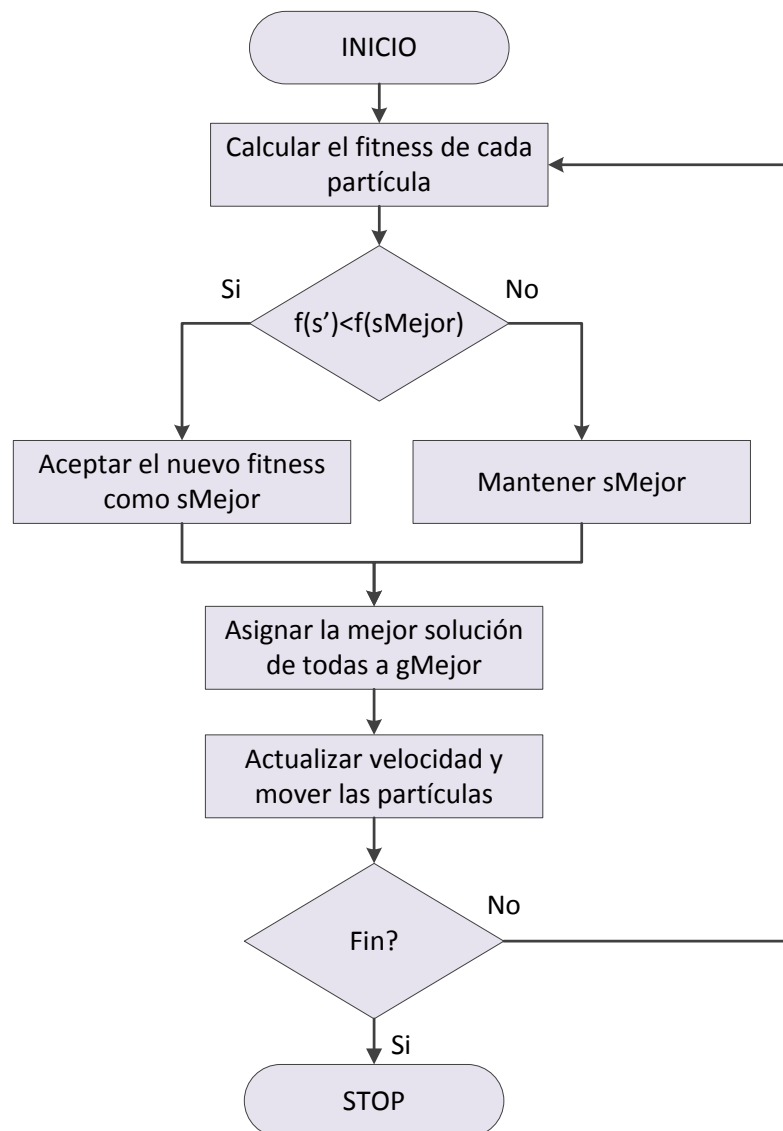 INICIO
Calcular el fitness de cada
partícula
Si
No
f(s’)<f(sMejor)
Aceptar el nuevo fitness
como sMejor
Mantener sMejor
Asignar la mejor solución
de todas a gMejor
Actualizar velocidad y
mover las partículas
No
Fin?
Si
STOP